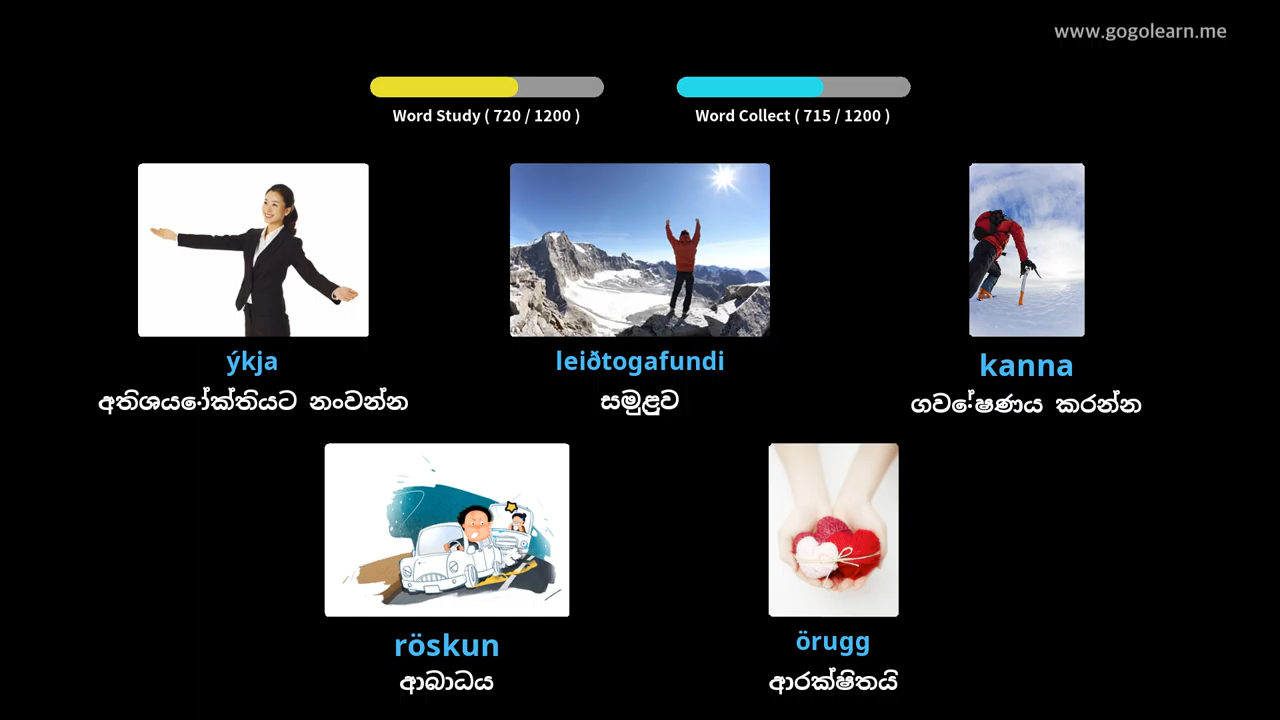 www.gogolearn.me
Word Study ( 720 / 1200 )
Word Collect ( 715 / 1200 )
ýkja
අතිශයෝක්තියට නංවන්න
leiðtogafundi
සමුළුව
kanna
ගවේෂණය කරන්න
röskun
ආබාධය
örugg
ආරක්ෂිතයි